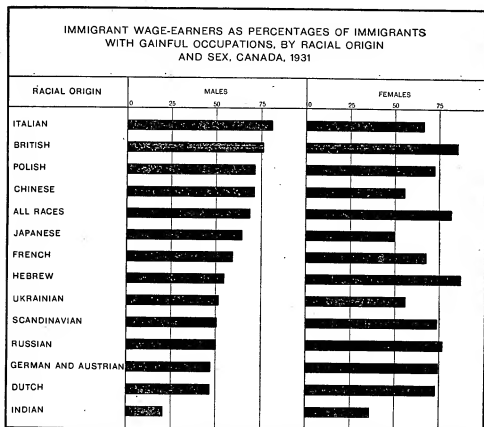 IMMIGRANT WAGE-EARNERS AS PERCENTAGES OF IMMIGRANTS
WITH GAINFUL OCCUPATIONS, BY RACIAL ORIGIN
AND SEX, CANADA, 1931
RACIAL ORIGIN MALES FEMALES
0 25 50 75 0 25 50 75
ITALIAN
BRITISH
POLISH
CHINESE
ALL RACES
JAPANESE
FRENCH
HEBREW
UKRAINIAN
SCANDINAVIAN
RUSSIAN
GERMAN AND AUSTRIAN
DUTCH
INDIAN